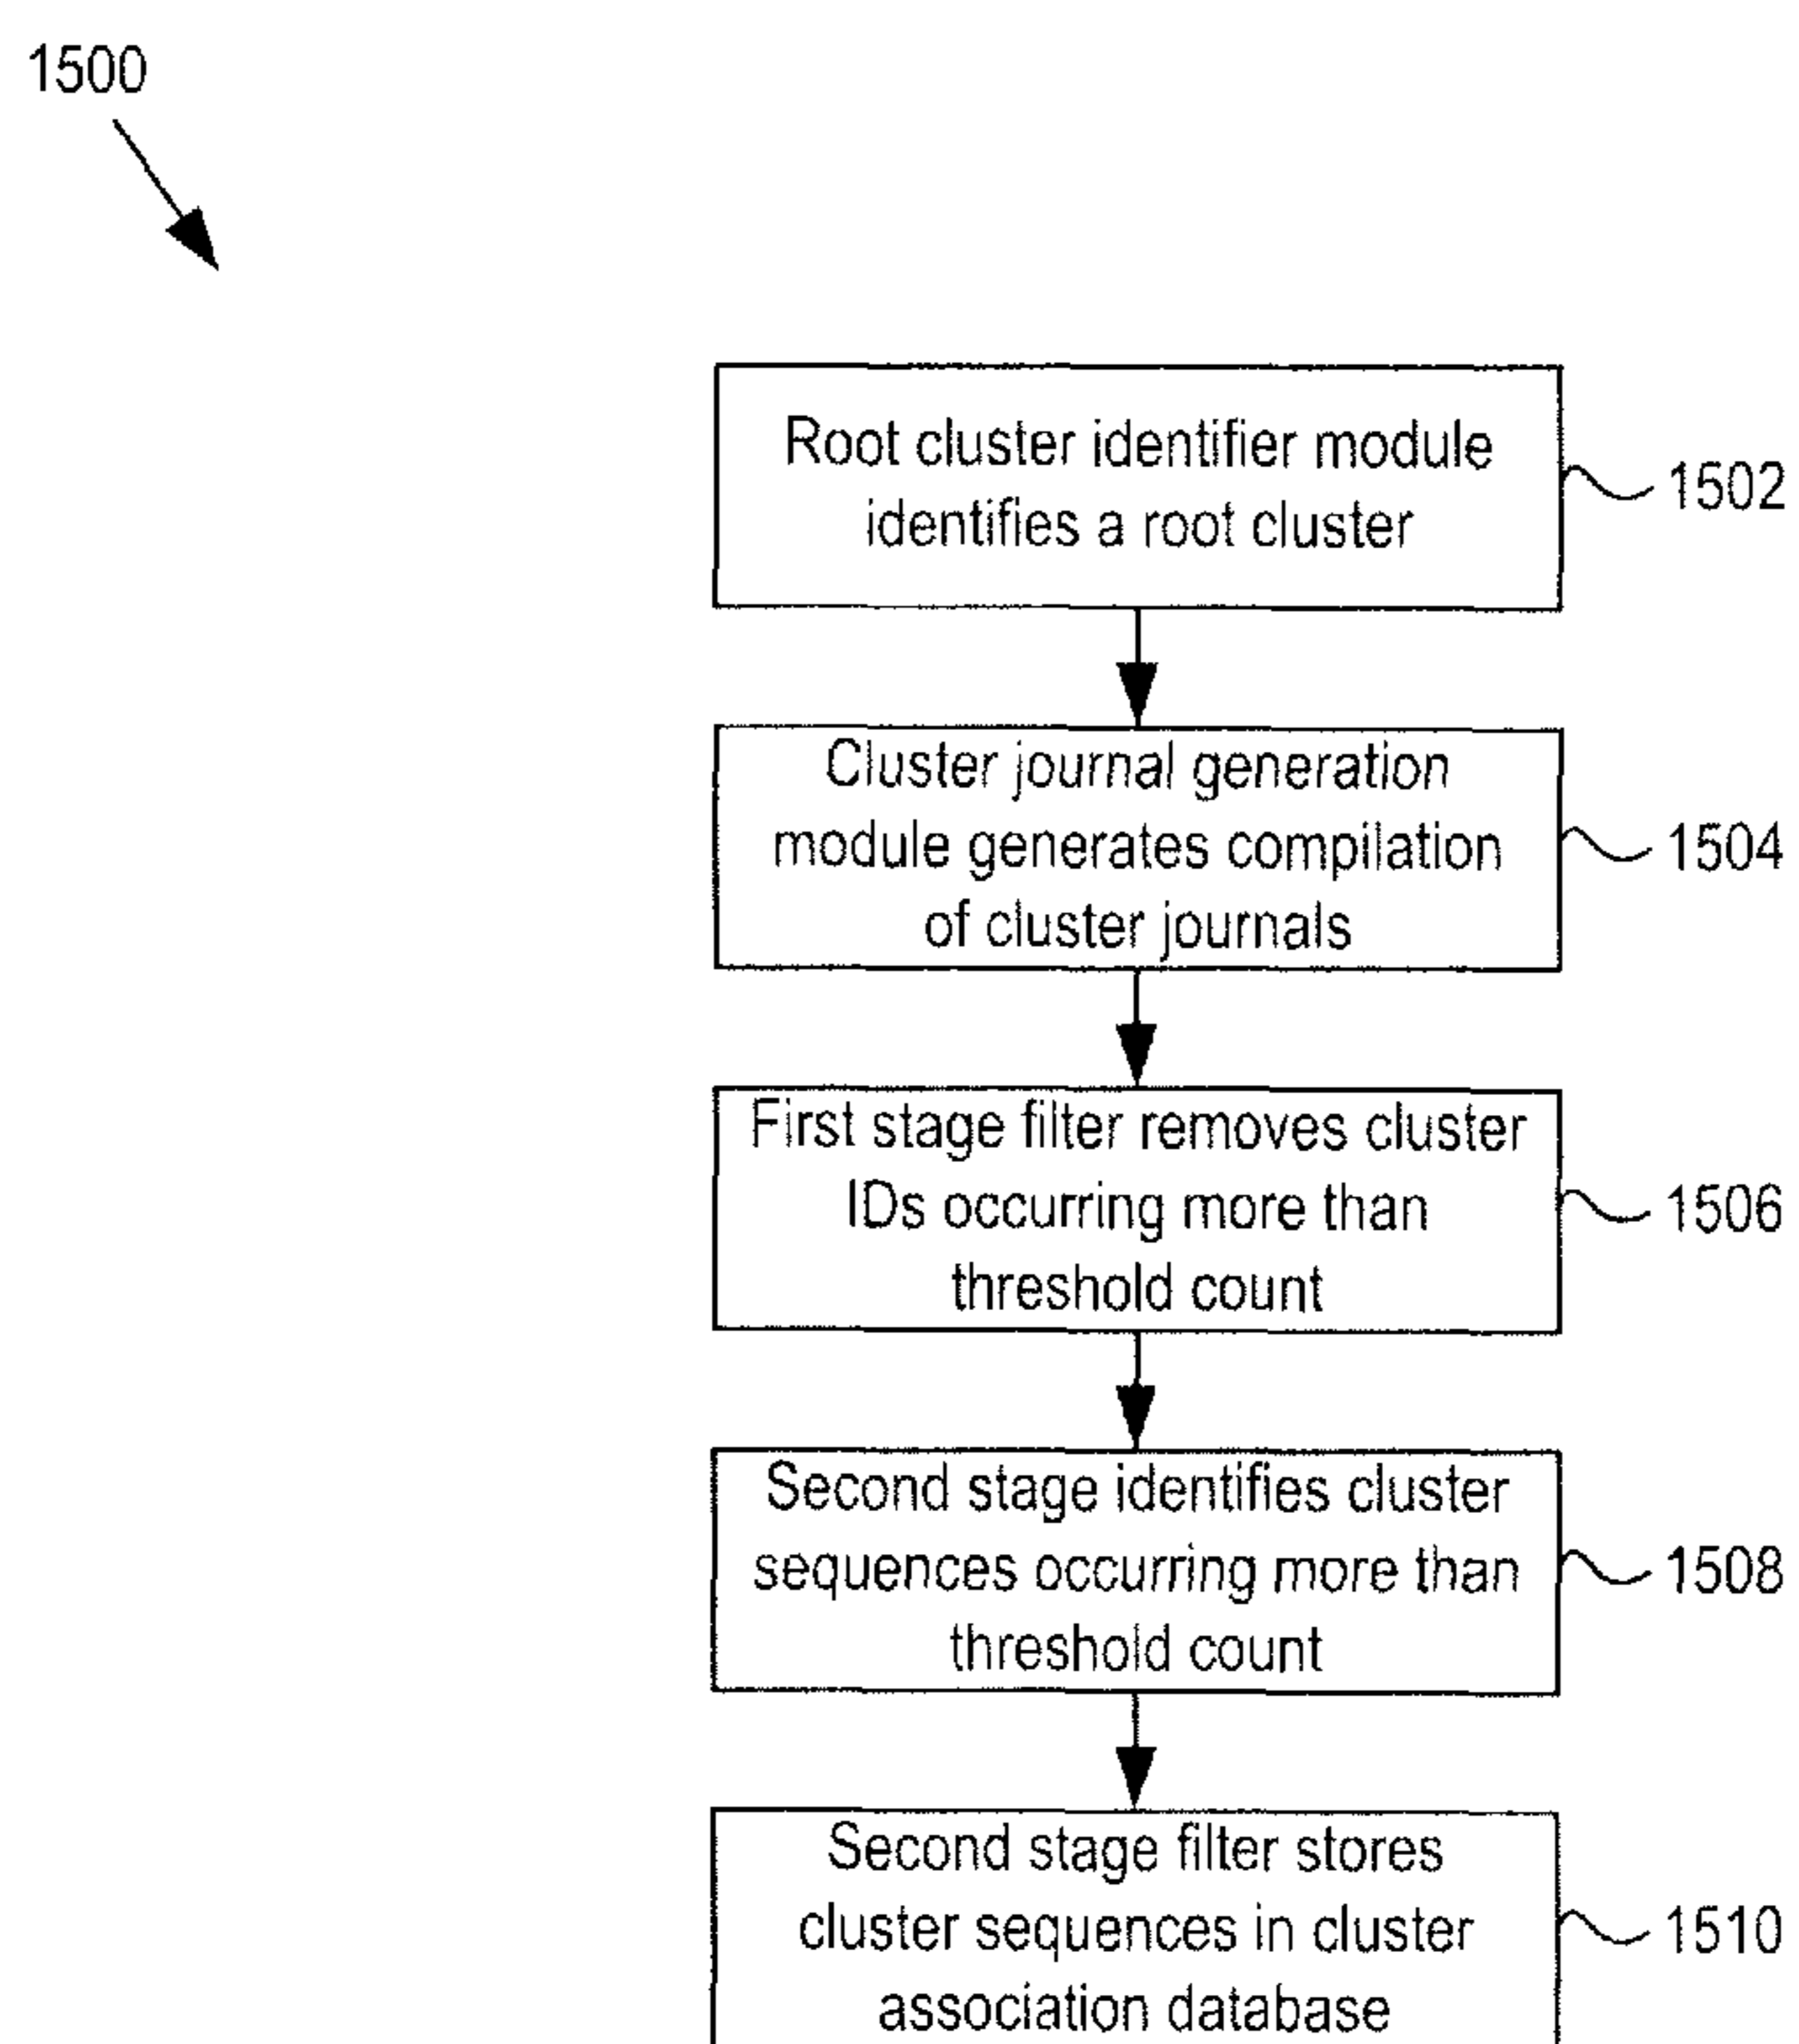 1500
Root cluster identifier module
identifies a root cluster
1502
Cluster journal generation
module generates compilation
of cluster journals
1504
First stage filter removes cluster
IDs occurring more than
threshold count
1506
Second stage identifies cluster
sequences occurring more than
threshold count
1508
Second stage filter stores
cluster sequences in cluster
association database
1510